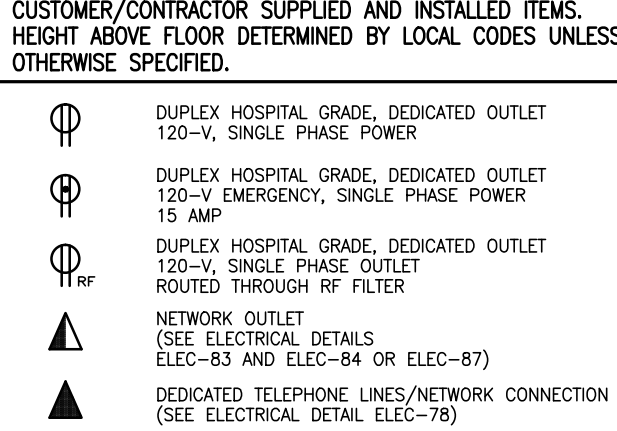 CUSTOMER/CONTRACTOR SUPPLIED AND INSTALLED ITEMS.
HEIGHT ABOVE FLOOR DETERMINED BY LOCAL CODES UNLESS
OTHERWISE SPECIFIED.
DUPLEX HOSPITAL GRADE, DEDICATED OUTLET
120-V, SINGLE PHASE POWER
DUPLEX HOSPITAL GRADE, DEDICATED OUTLET
120-V EMERGENCY, SINGLE PHASE POWER
15 AMP
DUPLEX HOSPITAL GRADE, DEDICATED OUTLET
120-V, SINGLE PHASE OUTLET
RF
ROUTED THROUGH RF FILTER
NETWORK OUTLET
(SEE ELECTRICAL DETAILS
ELEC-83 AND ELEC-84 OR ELEC-87)
DEDICATED TELEPHONE LINES/NETWORK CONNECTION
(SEE ELECTRICAL DETAIL ELEC-78)